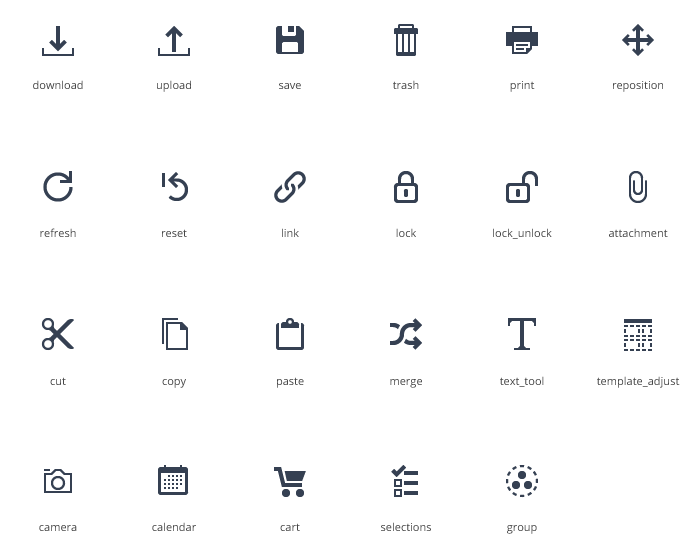 download upload save trash print reposition
refresh reset link lock lock_unlock attachment
cut copy paste merge text_tool template_adjust
camera calendar cart selections group